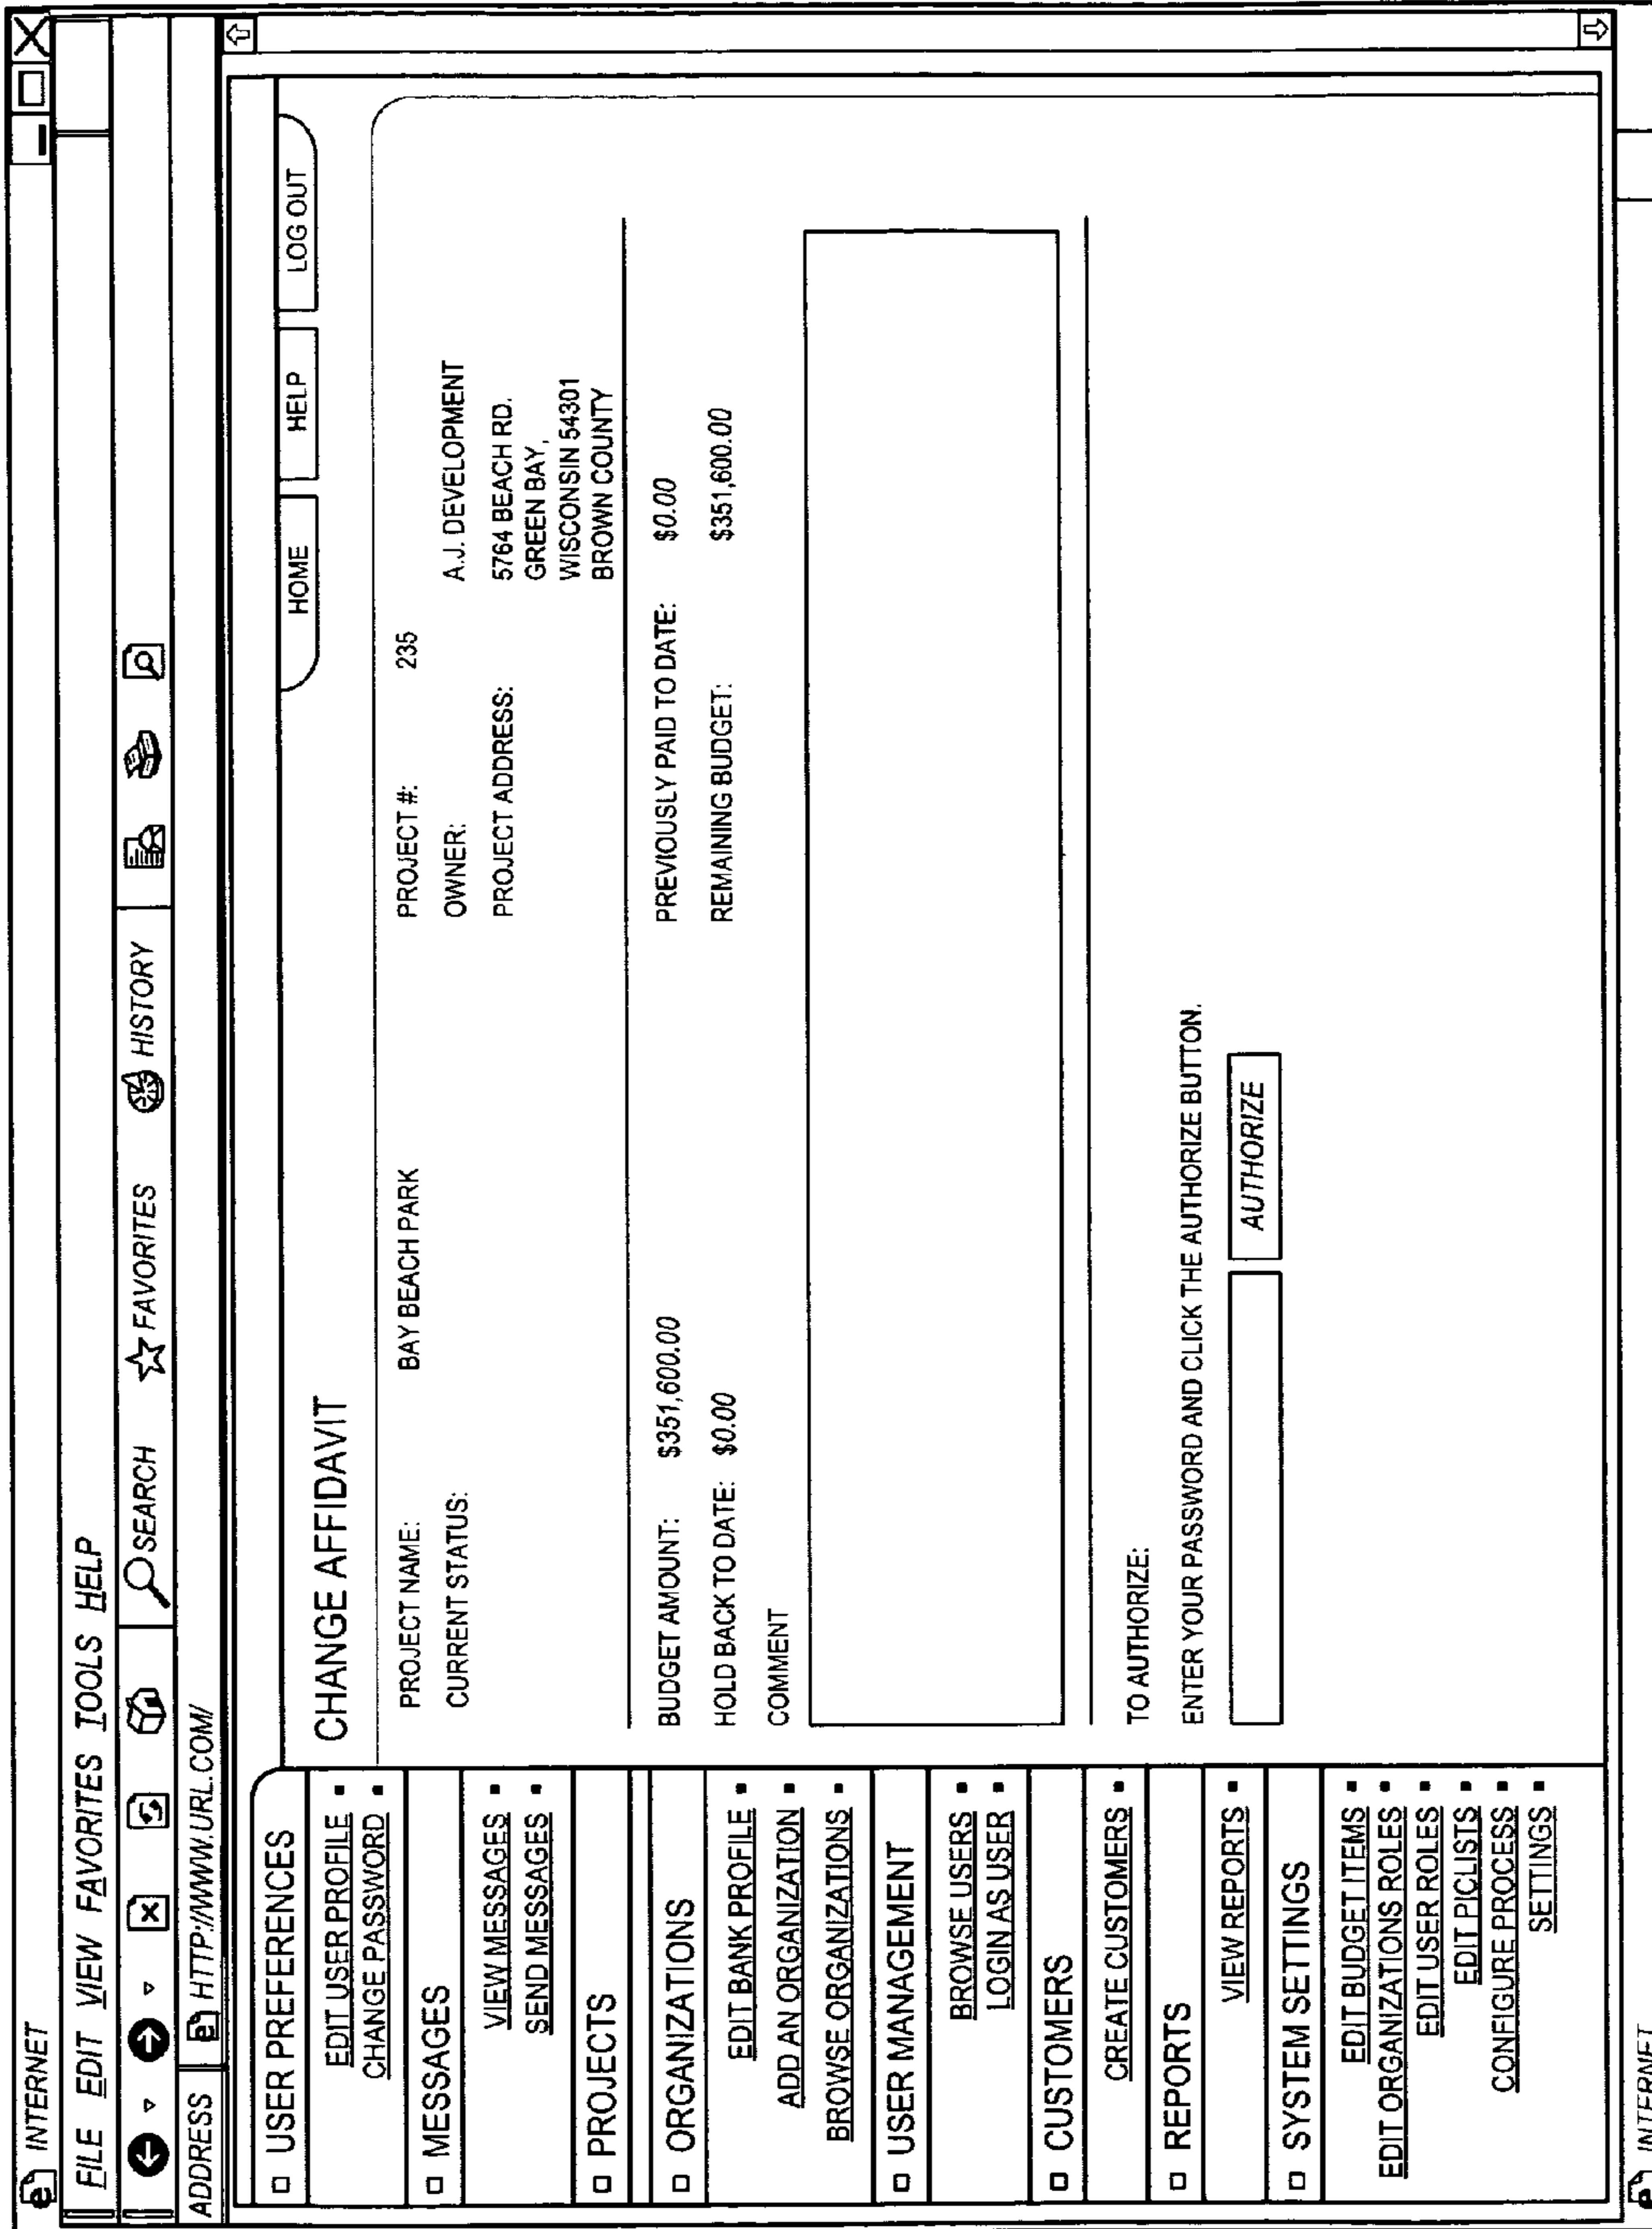 INTERNET
FILE EDIT VIEW FAVORITES TOOLS HELP
SEARCH FAVORITES HISTORY
ADDRESS HTTP://WWW.URL.COM/
HOME HELP LOG OUT
USER PREFERENCES
EDIT USER PROFILE
CHANGE PASSWORD
MESSAGES
VIEW MESSAGES
SEND MESSAGES
PROJECTS
ORGANIZATIONS
EDIT BANK PROFILE
ADD AN ORGANIZATION
BROWSE ORGANIZATIONS
USER MANAGEMENT
BROWSE USERS
LOGIN AS USER
CUSTOMERS
CREATE CUSTOMERS
REPORTS
VIEW REPORTS
SYSTEM SETTINGS
EDIT BUDGET ITEMS
EDIT ORGANIZATIONS ROLES
EDIT USER ROLES
EDIT PICLISTS
CONFIGURE PROCESS
SETTINGS
CHANGE AFFIDAVIT
PROJECT NAME: BAY BEACH PARK PROJECT #: 235
CURRENT STATUS: OWNER: A.J. DEVELOPMENT
PROJECT ADDRESS: 5764 BEACH RD.
GREEN BAY,
WISCONSIN 54301
BROWN COUNTY
BUDGET AMOUNT: $351,600.00 PREVIOUSLY PAID TO DATE: $0.00
HOLD BACK TO DATE: $0.00 REMAINING BUDGET: $351,600.00
COMMENT
TO AUTHORIZE:
ENTER YOUR PASSWORD AND CLICK THE AUTHORIZE BUTTON.
AUTHORIZE
INTERNET